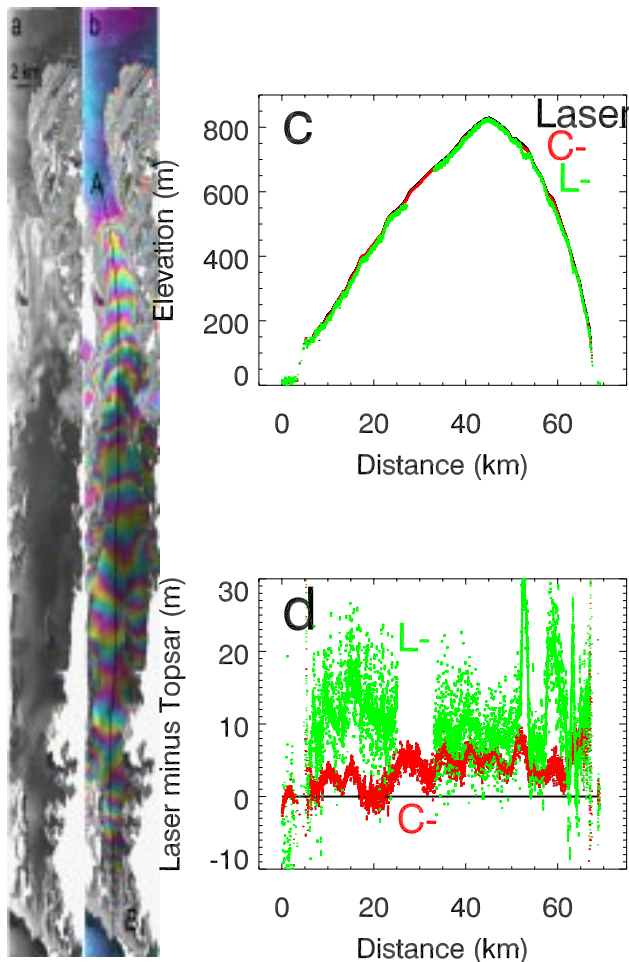 a
b
2 km
A
B
c
Laser
C-
L-
Elevation (m)
800
600
400
200
0
0 20 40 60
Distance (km)
d
L-
C-
Laser minus Topsar (m)
30
20
10
0
-10
0 20 40 60
Distance (km)